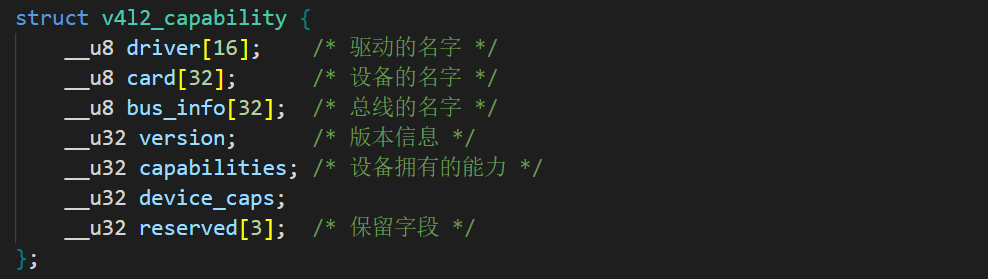 struct v4l2_capability {
    __u8 driver[16];    /* 驱动的名字 */
    __u8 card[32];      /* 设备的名字 */
    __u8 bus_info[32];  /* 总线的名字 */
    __u32 version;      /* 版本信息 */
    __u32 capabilities; /* 设备拥有的能力 */
    __u32 device_caps;
    __u32 reserved[3];  /* 保留字段 */
};